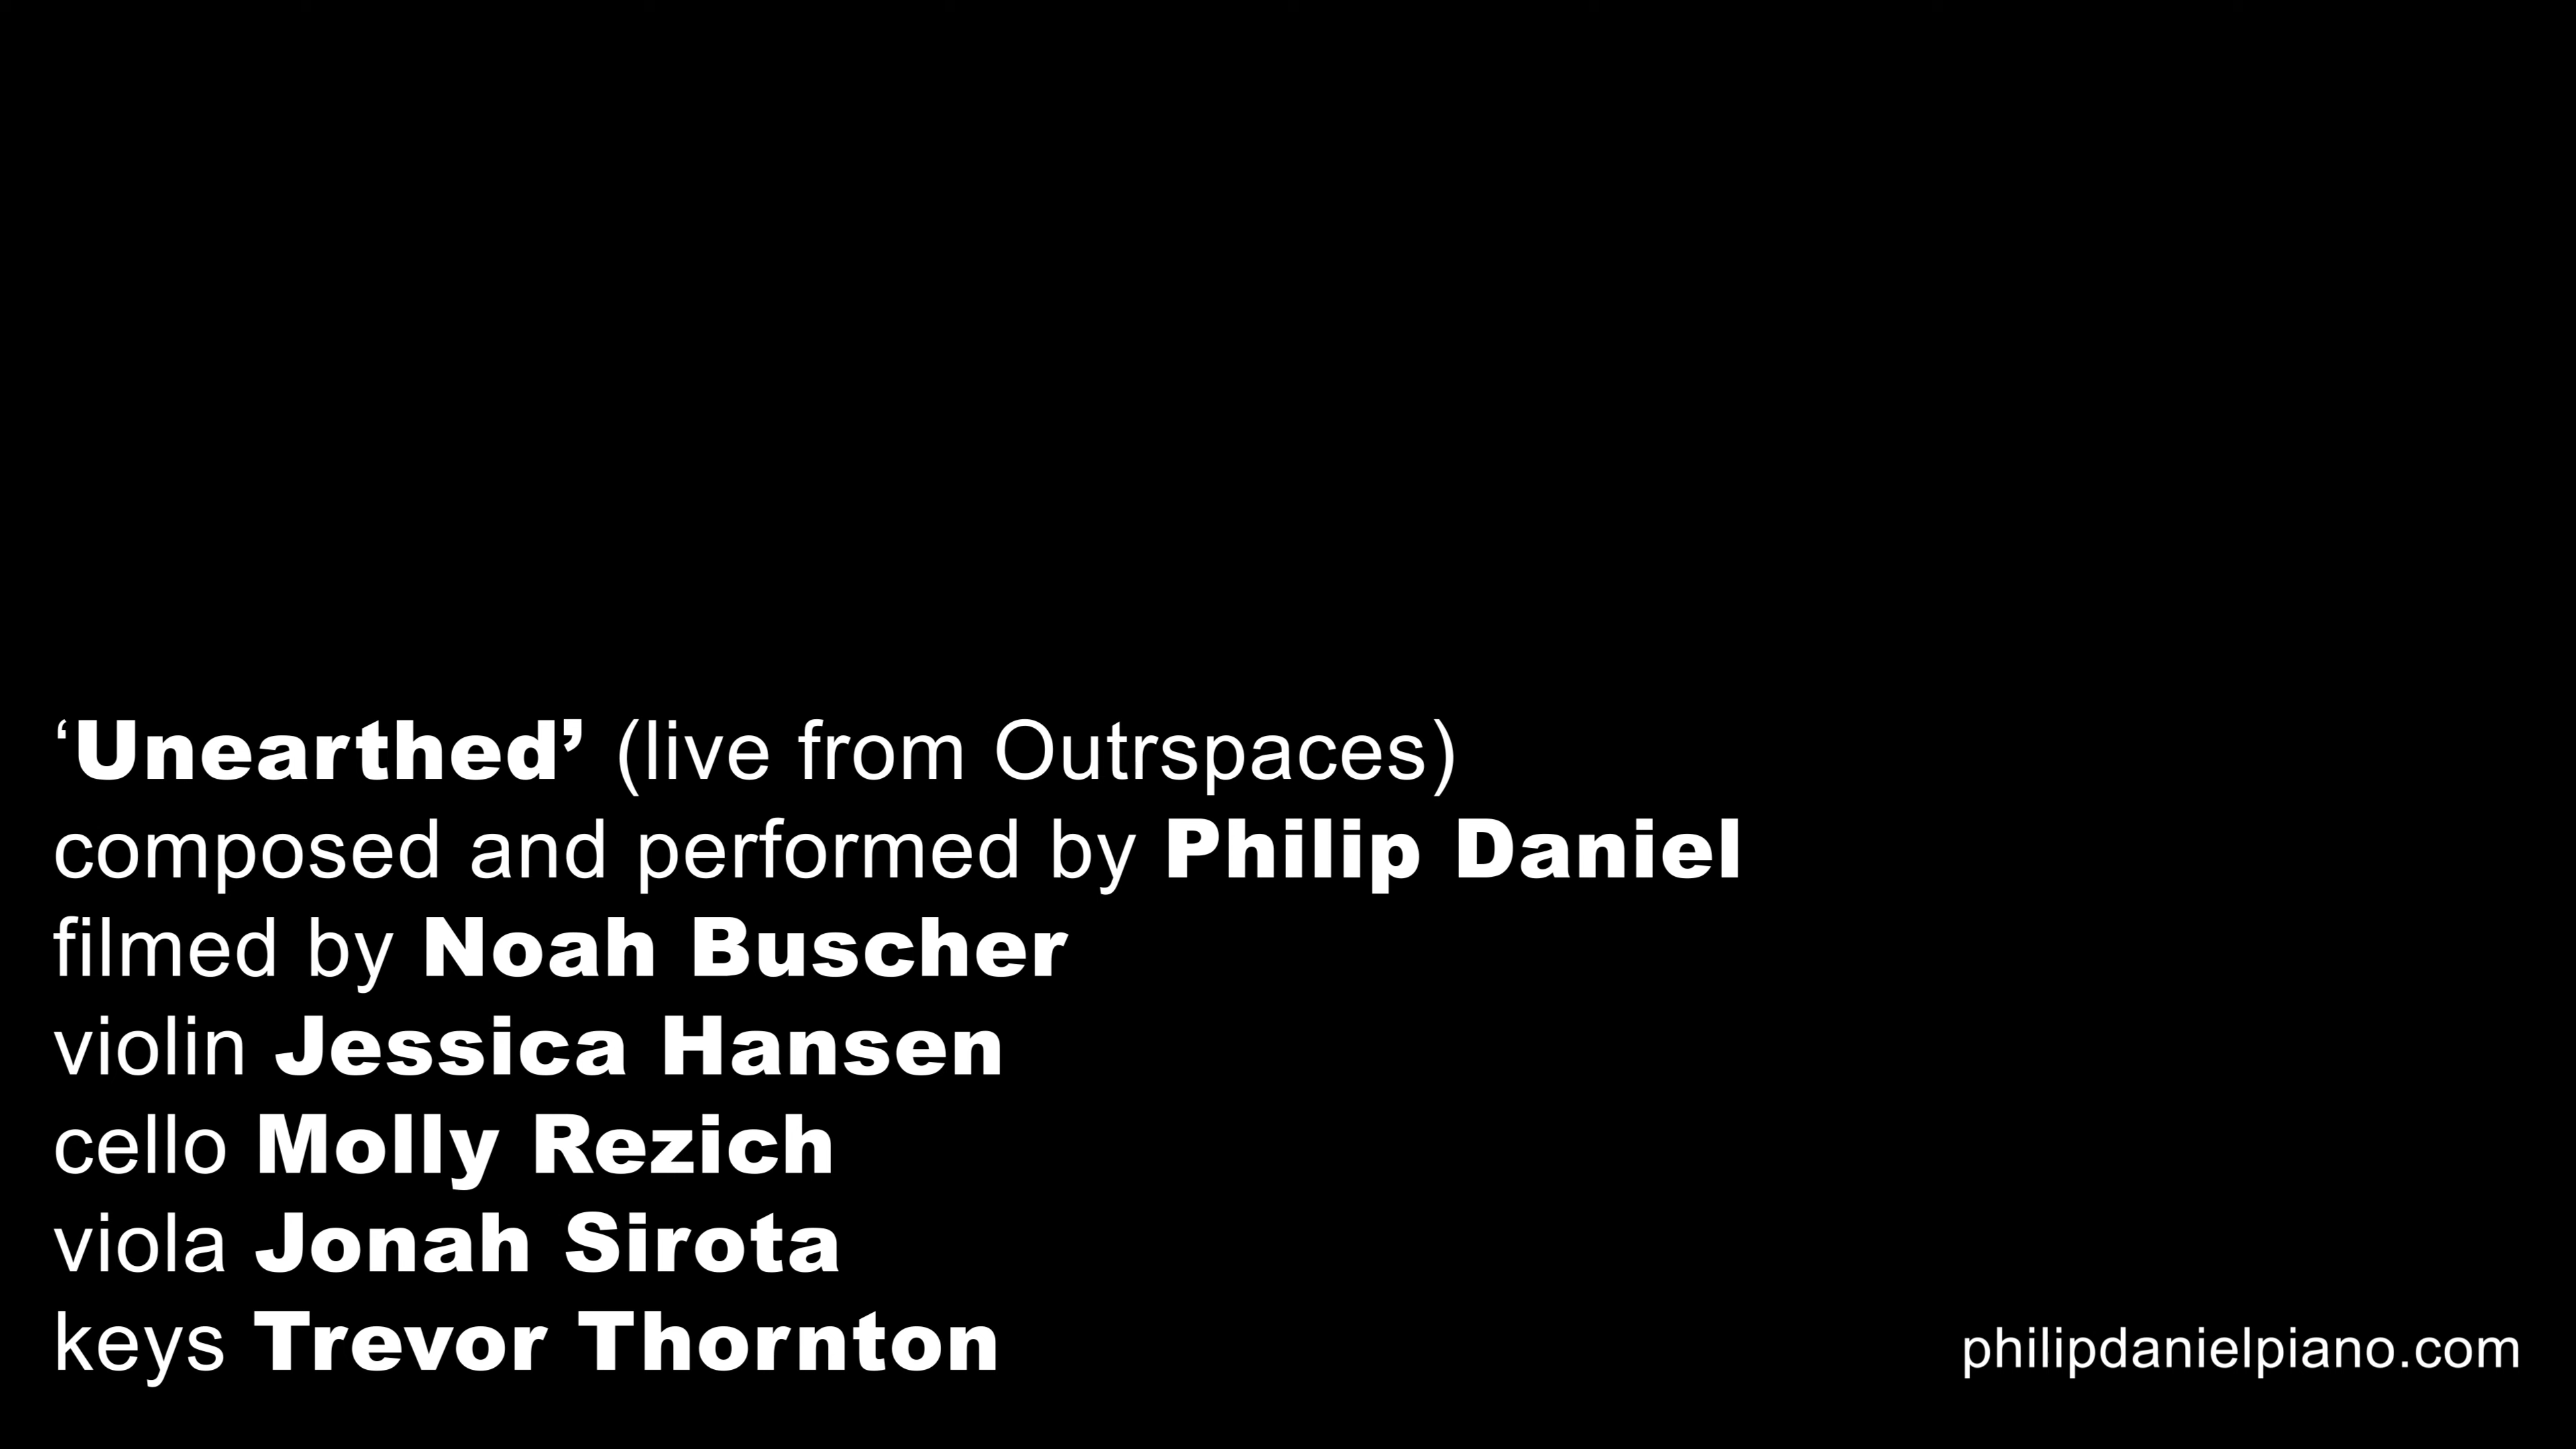 ‘Unearthed’ (live from Outrspaces)
composed and performed by Philip Daniel
filmed by Noah Buscher
violin Jessica Hansen
cello Molly Rezich
viola Jonah Sirota
keys Trevor Thornton
philipdanielpiano.com